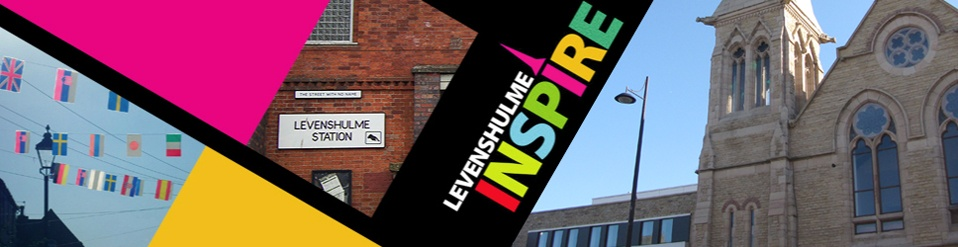 THE STREET WITH NO NAME
LEVENSHULME
STATION
LEVENSHULME
INSPIRE